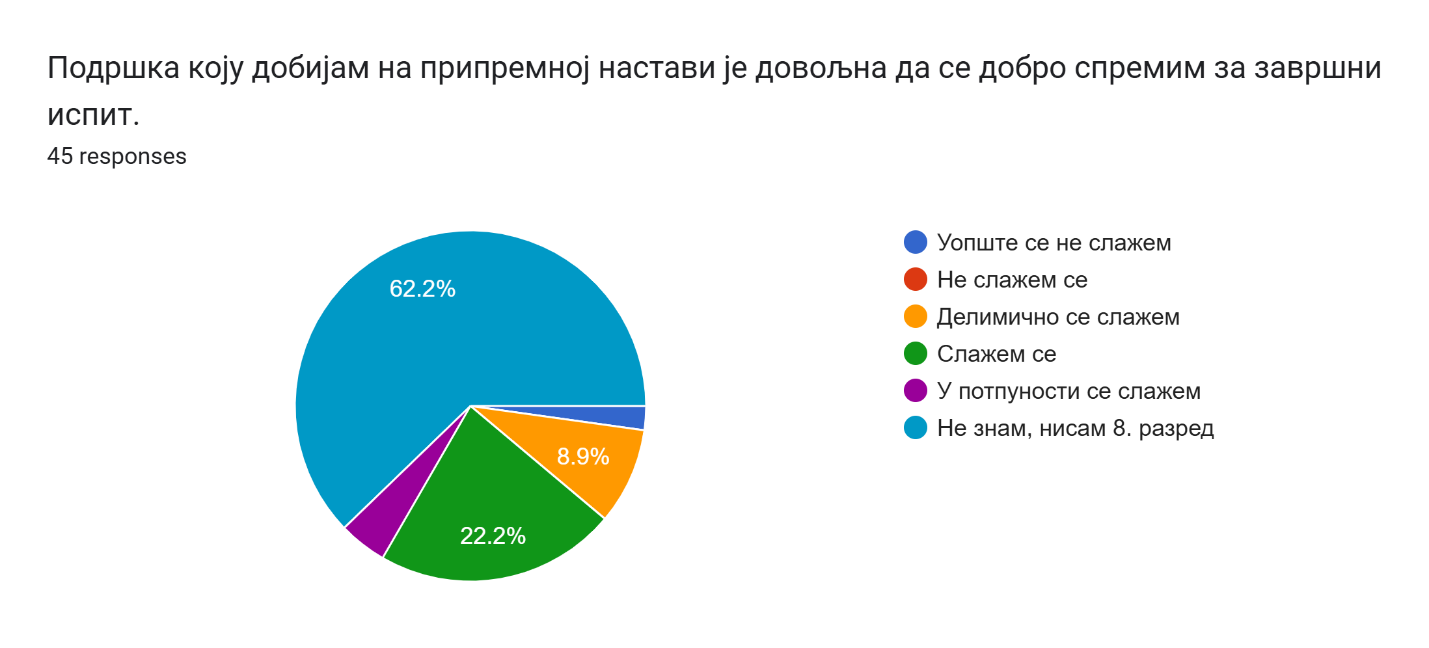 Подршка коју добијам на припремној настави је довољна да се добро спремим за завршни
испит.
45 responses
62.2%
8.9%
22.2%
Уопште се не слажем
Не слажем се
Делимично се слажем
Слажем се
У потпуности се слажем
Не знам, нисам 8. разред